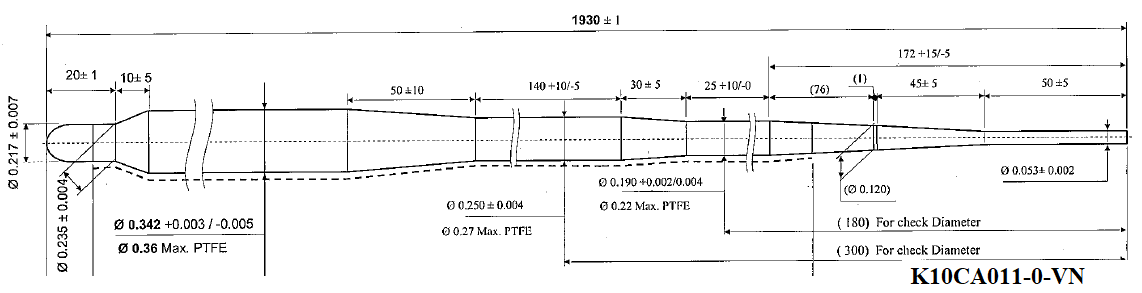 1930 ± 1
172 +15/-5
20± 1
10± 5
50 ±10
140 +10/-5
30 ± 5
25 +10/-0
(76)
(1)
45± 5
50 ±5
Ø 0.217 ± 0.007
Ø 0.235 ± 0.004
Ø 0.342 +0.003 / -0.005
Ø 0.36 Max. PTFE
Ø 0.250 ± 0.004
Ø 0.27 Max. PTFE
Ø 0.190 +0.002/0.004
Ø 0.22 Max. PTFE
(Ø 0.120)
Ø 0.053± 0.002
( 180) For check Diameter
( 300) For check Diameter
K10CA011-0-VN